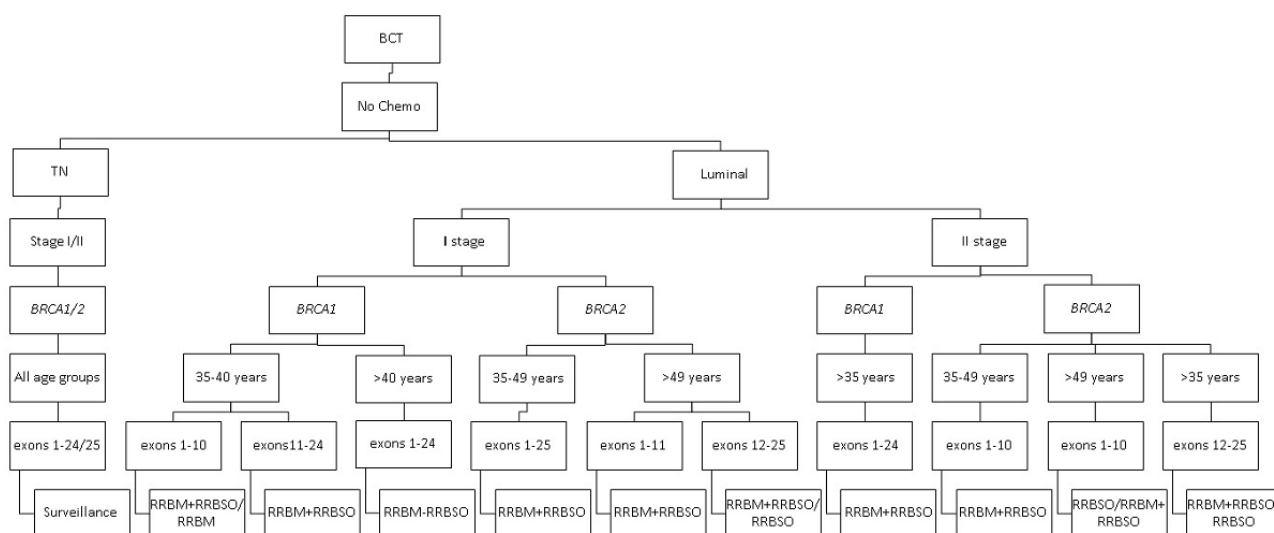 BCT
No Chemo
TN
Luminal
Stage I/II
I stage
II stage
BRCA1/2
BRCA1
BRCA2
BRCA1
BRCA2
All age groups
35-40 years
>40 years
35-49 years
>49 years
>35 years
35-49 years
>49 years
>35 years
exons 1-24/25
exons 1-10
exons11-24
exons 1-24
exons 1-25
exons 1-11
exons 12-25
exons 1-24
exons 1-10
exons 1-10
exons 12-25
Surveillance
RRBM+RRBSO/
RRBM
RRBM+RRBSO
RRBM-RRBSO
RRBM+RRBSO
RRBM+RRBSO
RRBM+RRBSO/
RRBSO
RRBM+RRBSO
RRBM+RRBSO
RRBSO/RRBM+
RRBSO
RRBM+RRBSO
RRBSO